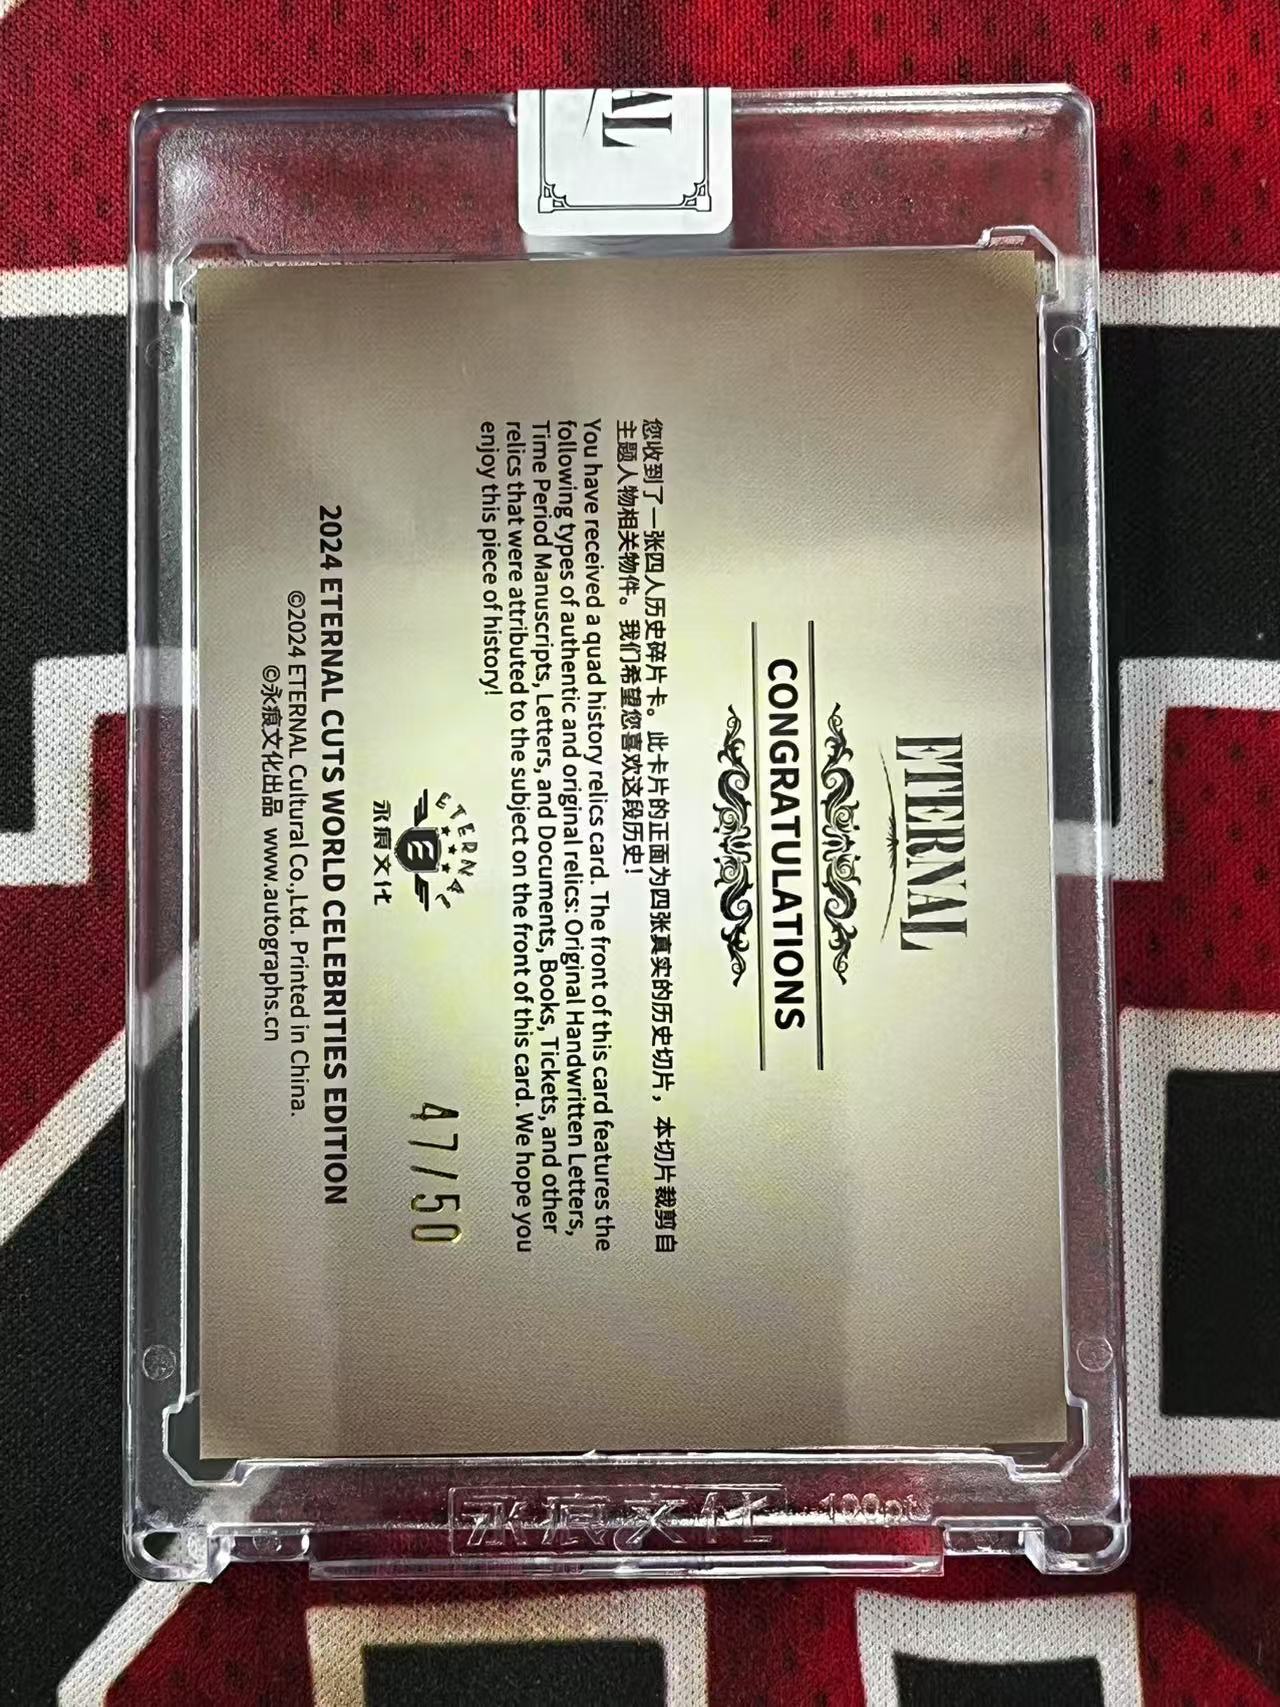 AL
ETERNAL
CONGRATULATIONS
您收到了一张四人历史碎片卡。此卡片的正面为四张真实的历史切片，本切片裁剪自
主题人物相关物件。我们希望您喜欢这段历史！
You have received a quad history relics card. The front of this card features the
following types of authentic and original relics: Original Handwritten Letters,
Time Period Manuscripts, Letters, and Documents, Books, Tickets, and other
relics that were attributed to the subject on the front of this card. We hope you
enjoy this piece of history!
ETERNAL
E
永痕文化
47/50
2024 ETERNAL CUTS WORLD CELEBRITIES EDITION
©2024 ETERNAL Cultural Co.,Ltd. Printed in China.
©永痕文化出品 www.autographs.cn
永痕文化 100pt